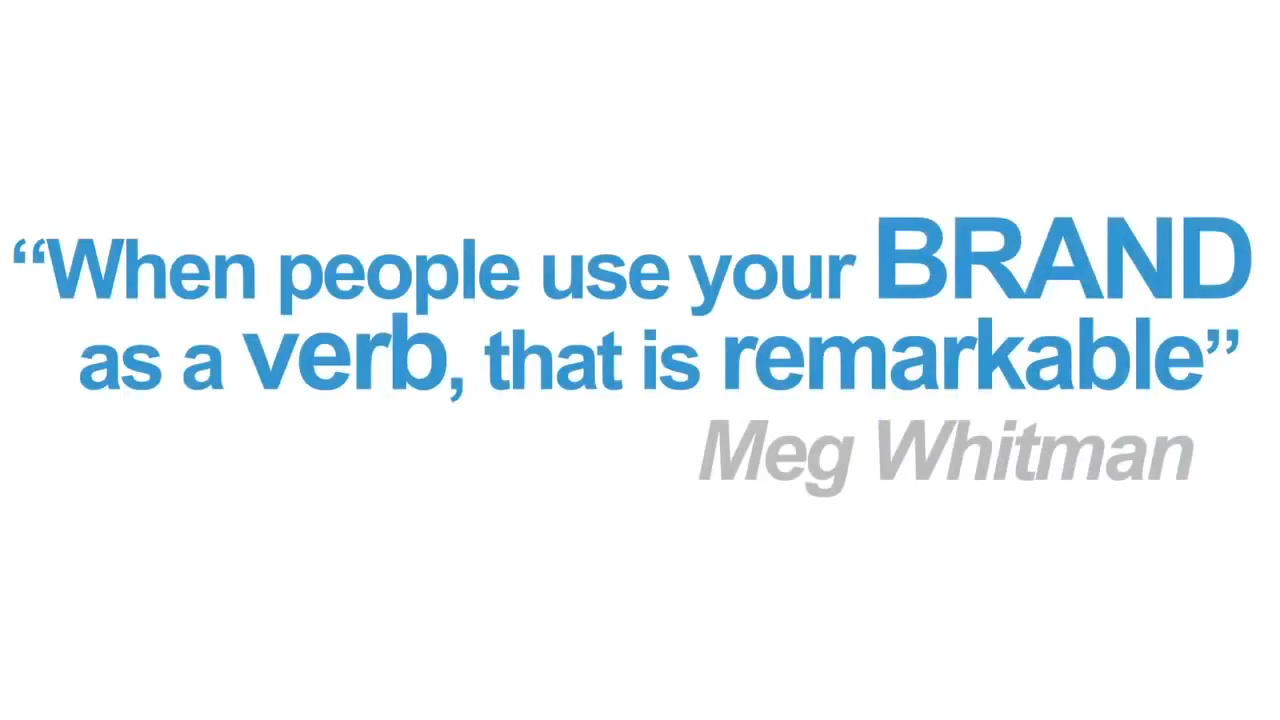 “When people use your BRAND
as a verb, that is remarkable”
Meg Whitman